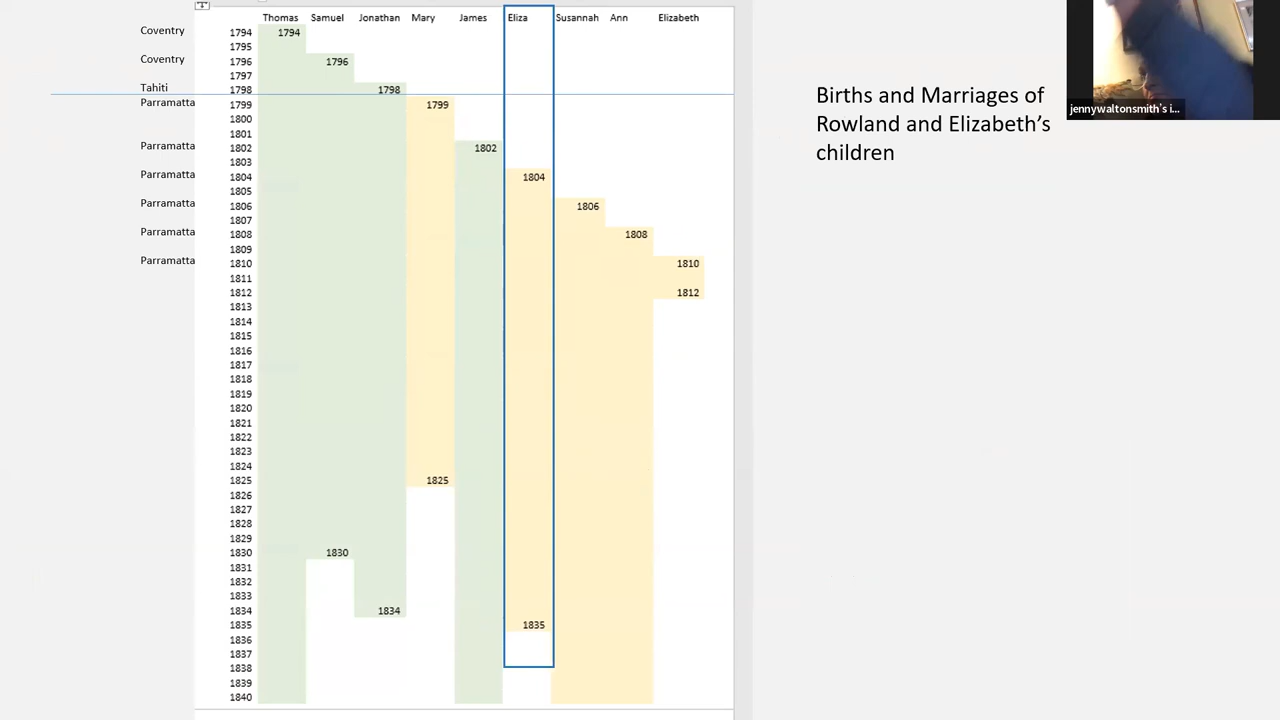 Thomas Samuel Jonathan Mary James Eliza Susannah Ann Elizabeth
Coventry 1794 1794
1795
Coventry 1796 1796
1797
Tahiti 1798 1798
Parramatta 1799 1799
1800
1801
Parramatta 1802 1802
1803
Parramatta 1804 1804
1805
Parramatta 1806 1806
1807
Parramatta 1808 1808
1809
Parramatta 1810 1810
1811
1812 1812
1813
1814
1815
1816
1817
1818
1819
1820
1821
1822
1823
1824
1825 1825
1826
1827
1828
1829
1830 1830
1831
1832
1833
1834 1834
1835 1835
1836
1837
1838
1839
1840
Births and Marriages of
Rowland and Elizabeth’s
children
jennywaltonsmith's i...